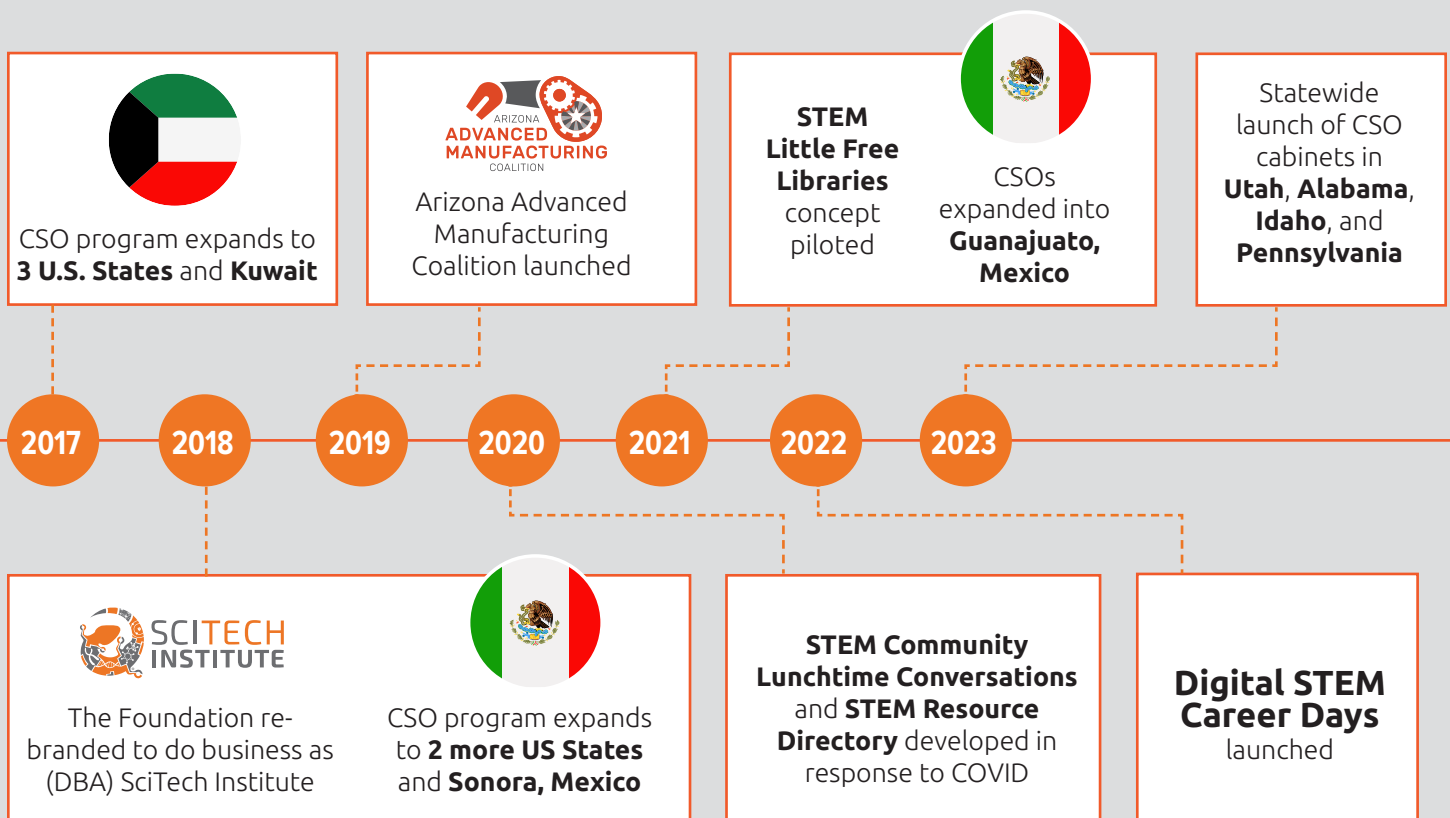 CSO program expands to
3 U.S. States and Kuwait
ARIZONA
ADVANCED
MANUFACTURING
COALITION
Arizona Advanced
Manufacturing
Coalition launched
STEM
Little Free
Libraries
concept
piloted
CSOs
expanded into
Guanajuato,
Mexico
Statewide
launch of CSO
cabinets in
Utah, Alabama,
Idaho, and
Pennsylvania
2017
2018
2019
2020
2021
2022
2023
SCITECH
INSTITUTE
The Foundation re-
branded to do business as
(DBA) SciTech Institute
CSO program expands
to 2 more US States
and Sonora, Mexico
STEM Community
Lunchtime Conversations
and STEM Resource
Directory developed in
response to COVID
Digital STEM
Career Days
launched